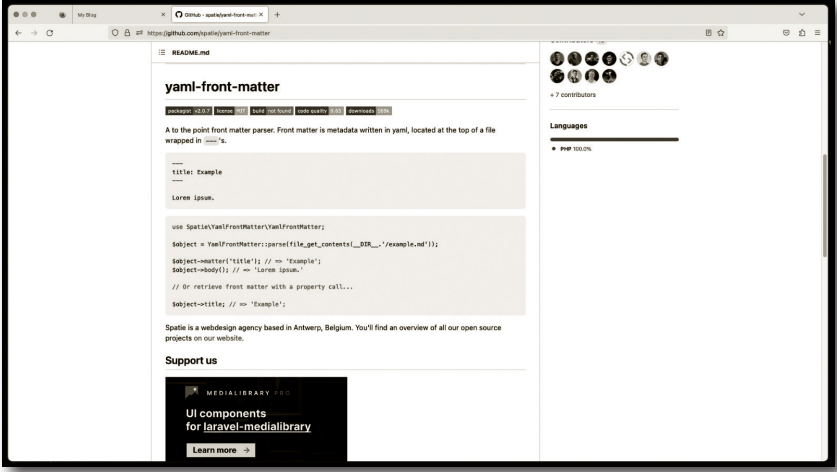 My Blog
GitHub - spatie/yaml-front-matt
https://github.com/spatie/yaml-front-matter
README.md
yaml-front-matter
packagist v2.0.7 license MIT build not found code quality 9.65 downloads 568k
A to the point front matter parser. Front matter is metadata written in yaml, located at the top of a file
wrapped in ---'s.
---
title: Example
---
Lorem ipsum.
use Spatie\YamlFrontMatter\YamlFrontMatter;
$object = YamlFrontMatter::parse(file_get_contents(__DIR__.'/example.md'));
$object->matter('title'); // => 'Example';
$object->body(); // => 'Lorem ipsum.'
// Or retrieve front matter with a property call...
$object->title; // => 'Example';
Spatie is a webdesign agency based in Antwerp, Belgium. You'll find an overview of all our open source
projects on our website.
Support us
MEDIALIBRARY PRO
UI components
for laravel-medialibrary
Learn more →
+ 7 contributors
Languages
PHP 100.0%